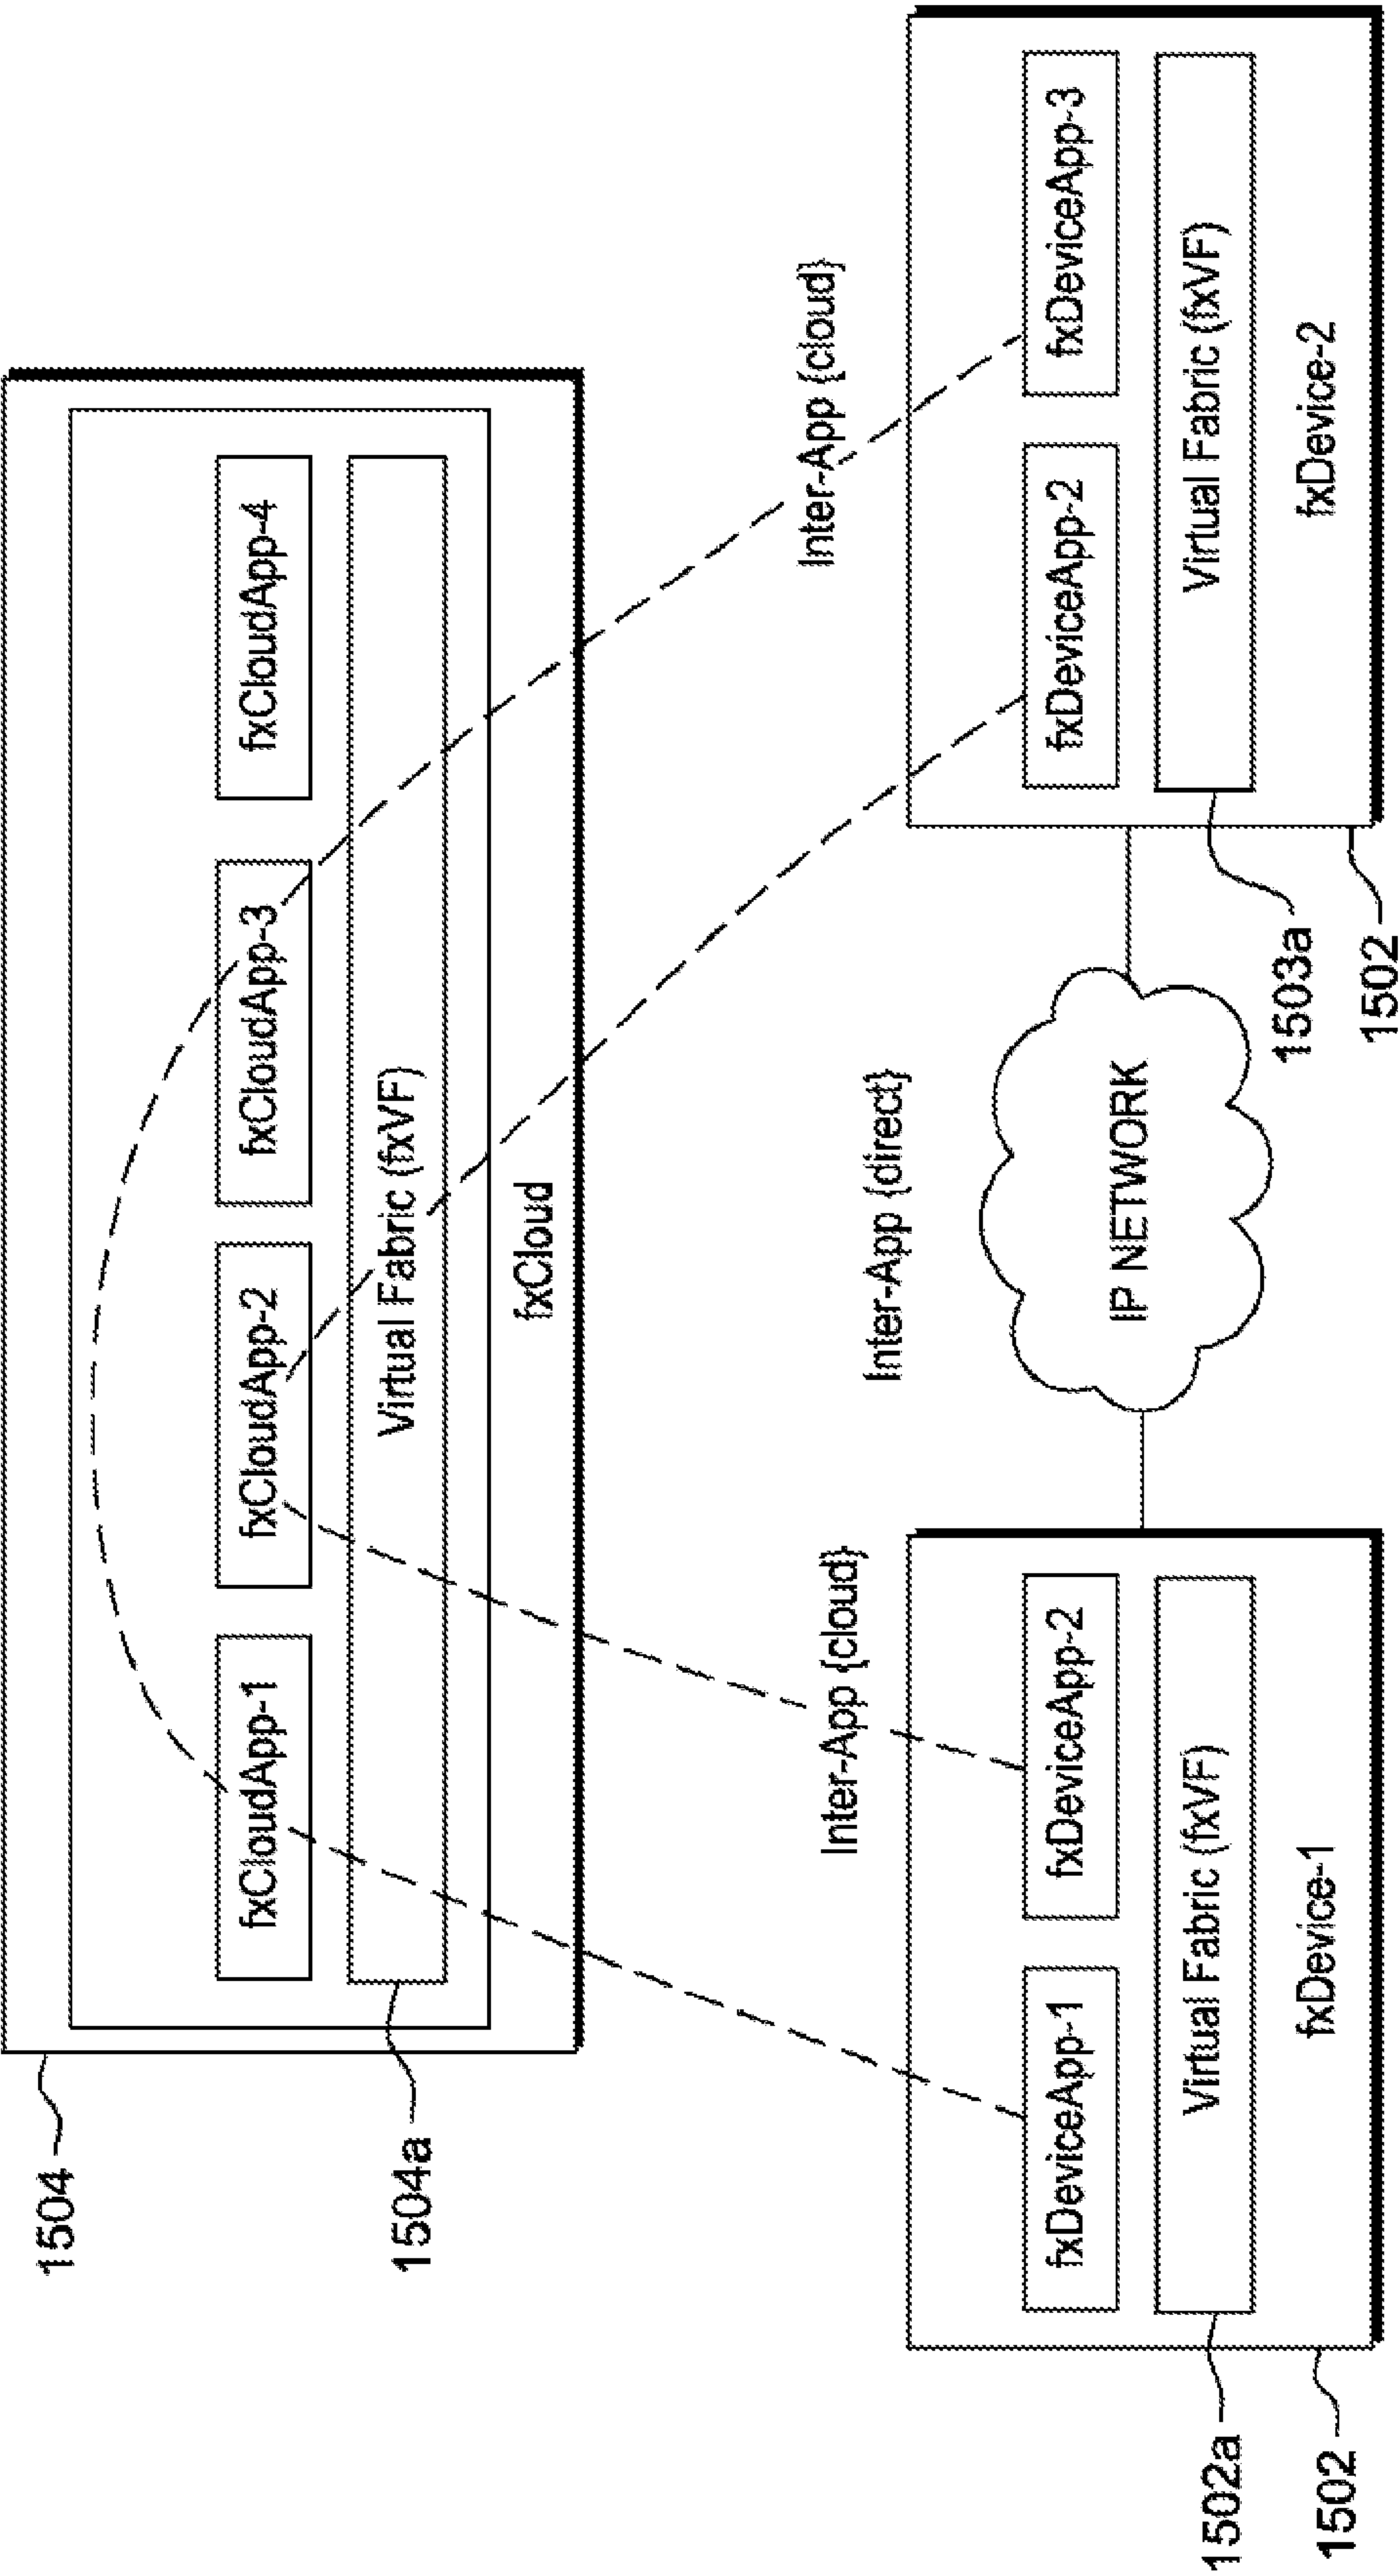 1504
fxCloudApp-1
fxCloudApp-2
fxCloudApp-3
fxCloudApp-4
Virtual Fabric (fxVF)
1504a
fxCloud
Inter-App {cloud}
Inter-App {direct}
Inter-App {cloud}
fxDeviceApp-1
fxDeviceApp-2
Virtual Fabric (fxVF)
1502a
fxDevice-1
1502
IP NETWORK
fxDeviceApp-2
fxDeviceApp-3
Virtual Fabric (fxVF)
1503a
fxDevice-2
1502